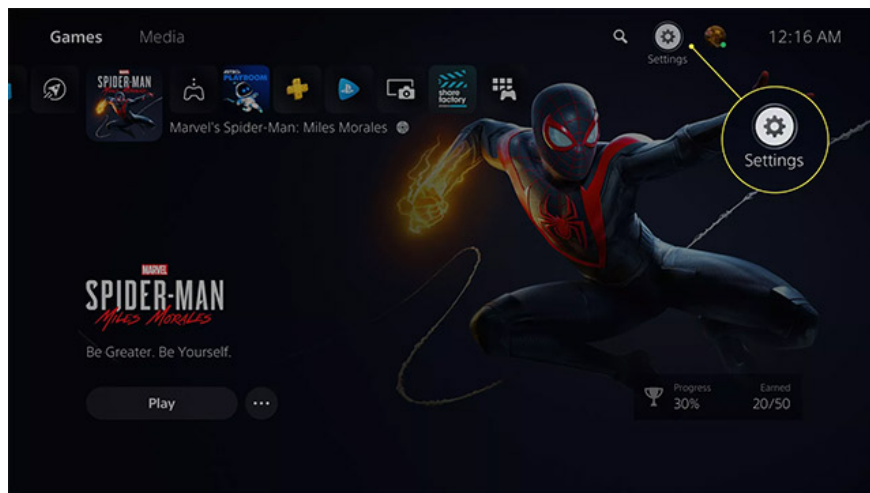 Games Media 12:16 AM
Settings
SPIDER-MAN
ASTRO's
PLAYROOM
share
factory
Marvel's Spider-Man: Miles Morales
Settings
MARVEL
SPIDER-MAN
Miles Morales
Be Greater. Be Yourself.
Play
Progress Earned
30% 20/50